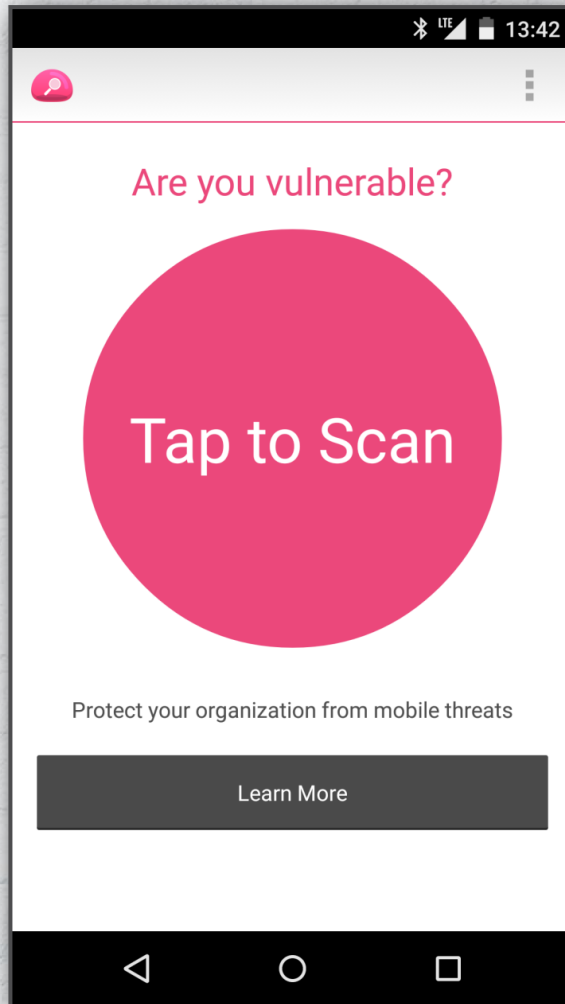 LTE 13:42
Are you vulnerable?
Tap to Scan
Protect your organization from mobile threats
Learn More